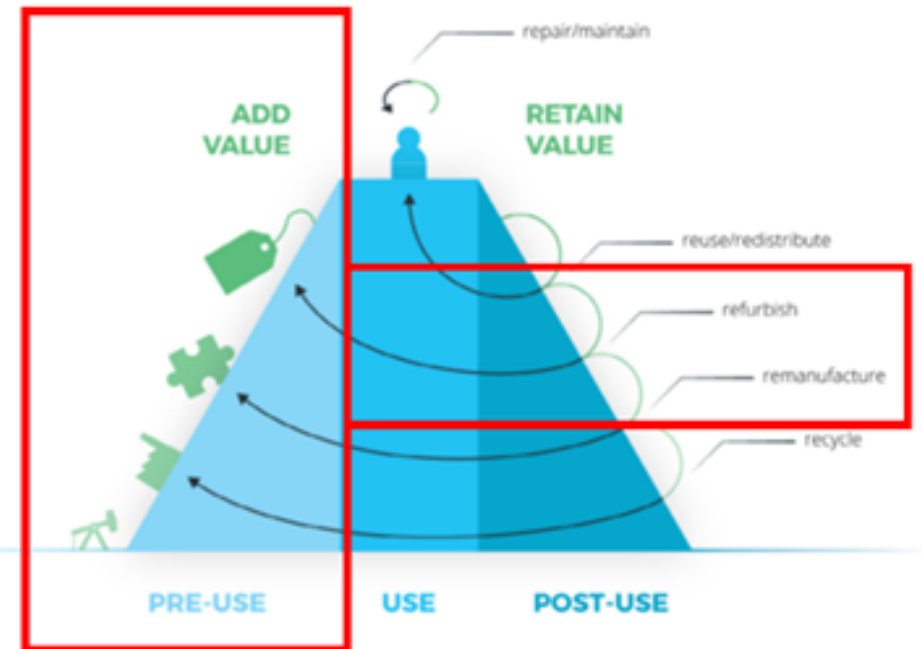 repair/maintain
ADD
VALUE
RETAIN
VALUE
reuse/redistribute
refurbish
remanufacture
recycle
PRE-USE
USE
POST-USE